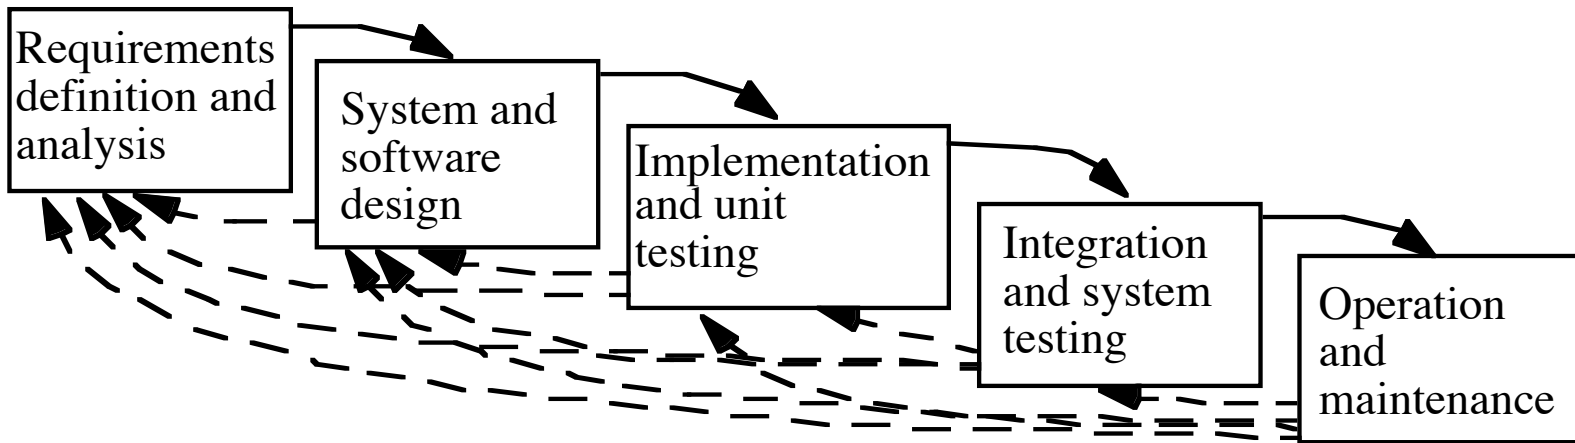 Requirements
definition and
analysis
System and
software
design
Implementation
and unit
testing
Integration
and system
testing
Operation
and
maintenance